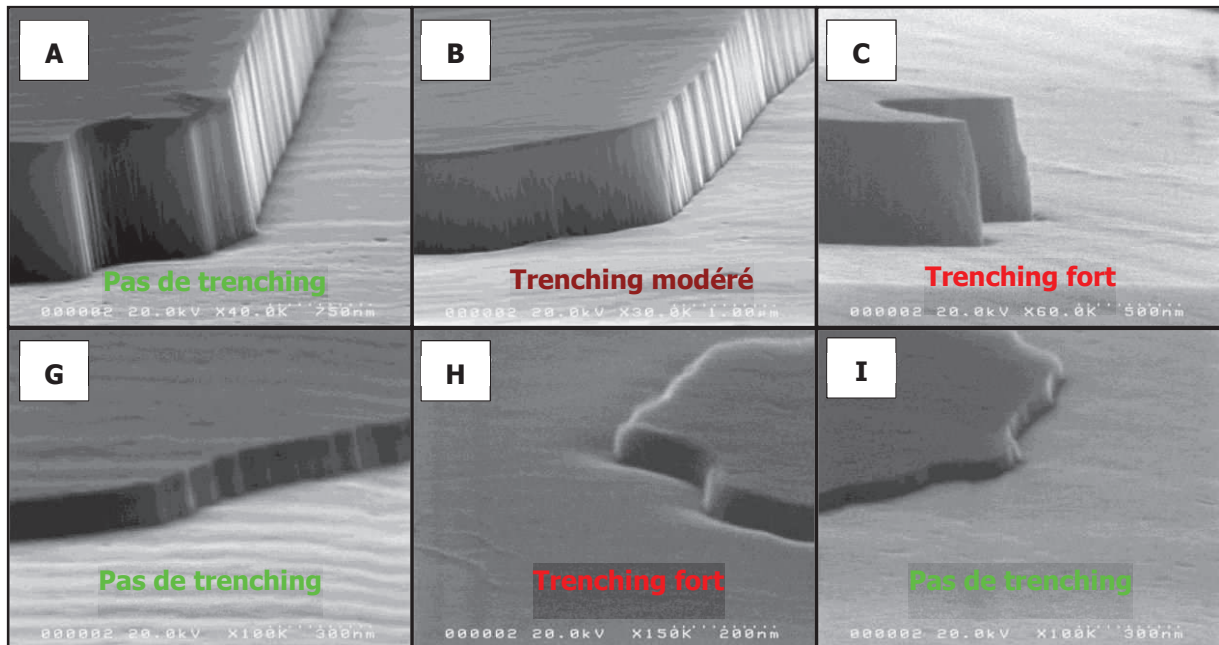 A
B
C
Pas de trenching
Trenching modéré
Trenching fort
000002 20.0kV X40.0K 750nm
000002 20.0kV X30.0K 1.00µm
000002 20.0kV X60.0K 500nm
G
H
I
Pas de trenching
Trenching fort
Pas de trenching
000002 20.0kV X100K 300nm
000002 20.0kV X150K 200nm
000002 20.0kV X100K 300nm